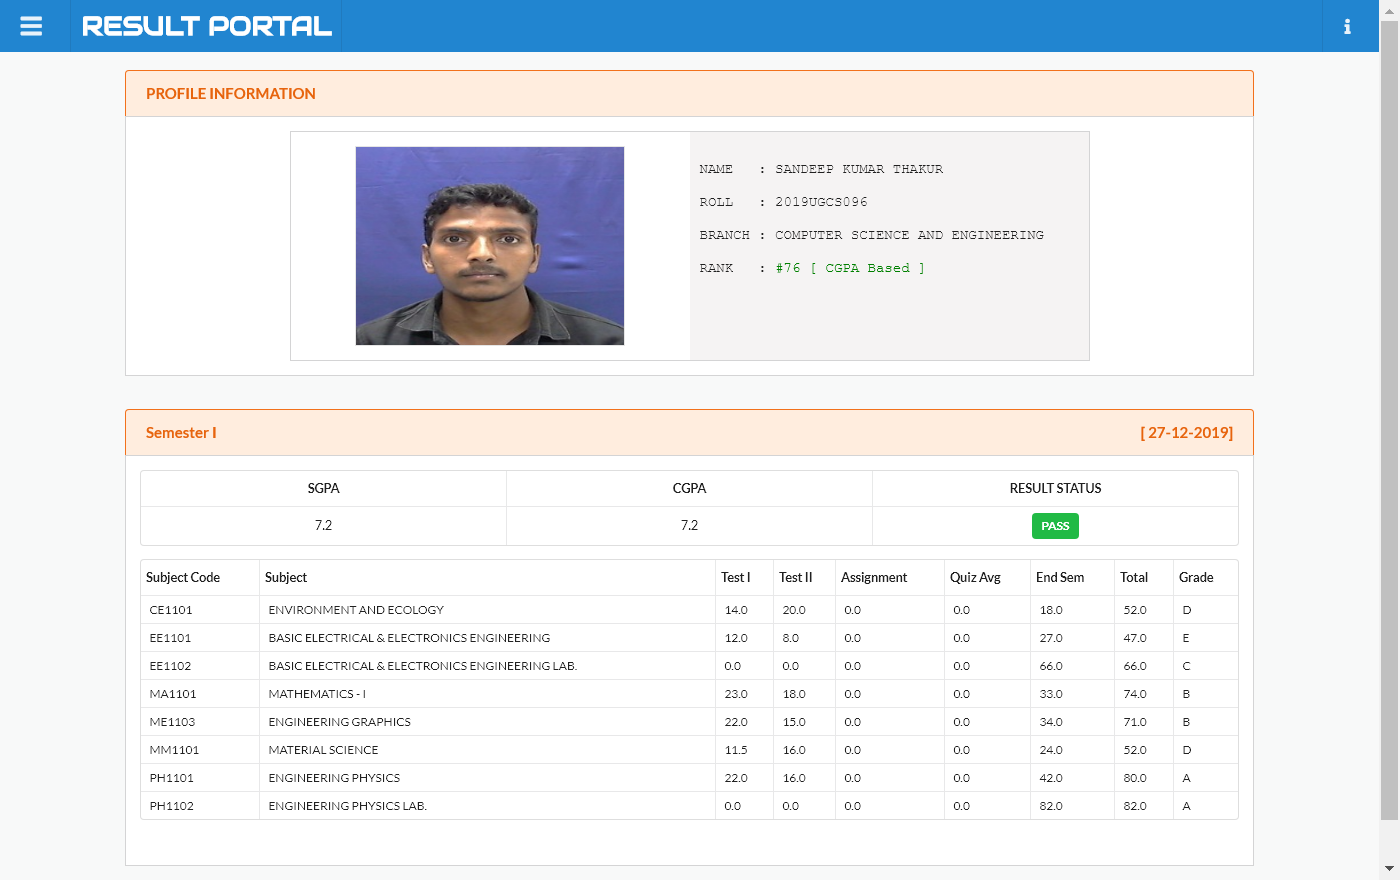 RESULT PORTAL
PROFILE INFORMATION
NAME : SANDEEP KUMAR THAKUR
ROLL : 2019UGCS096
BRANCH : COMPUTER SCIENCE AND ENGINEERING
RANK : #76 [ CGPA Based ]
Semester I [ 27-12-2019]
SGPA CGPA RESULT STATUS
7.2 7.2 PASS
Subject Code Subject Test I Test II Assignment Quiz Avg End Sem Total Grade
CE1101 ENVIRONMENT AND ECOLOGY 14.0 20.0 0.0 0.0 18.0 52.0 D
EE1101 BASIC ELECTRICAL & ELECTRONICS ENGINEERING 12.0 8.0 0.0 0.0 27.0 47.0 E
EE1102 BASIC ELECTRICAL & ELECTRONICS ENGINEERING LAB. 0.0 0.0 0.0 0.0 66.0 66.0 C
MA1101 MATHEMATICS - I 23.0 18.0 0.0 0.0 33.0 74.0 B
ME1103 ENGINEERING GRAPHICS 22.0 15.0 0.0 0.0 34.0 71.0 B
MM1101 MATERIAL SCIENCE 11.5 16.0 0.0 0.0 24.0 52.0 D
PH1101 ENGINEERING PHYSICS 22.0 16.0 0.0 0.0 42.0 80.0 A
PH1102 ENGINEERING PHYSICS LAB. 0.0 0.0 0.0 0.0 82.0 82.0 A